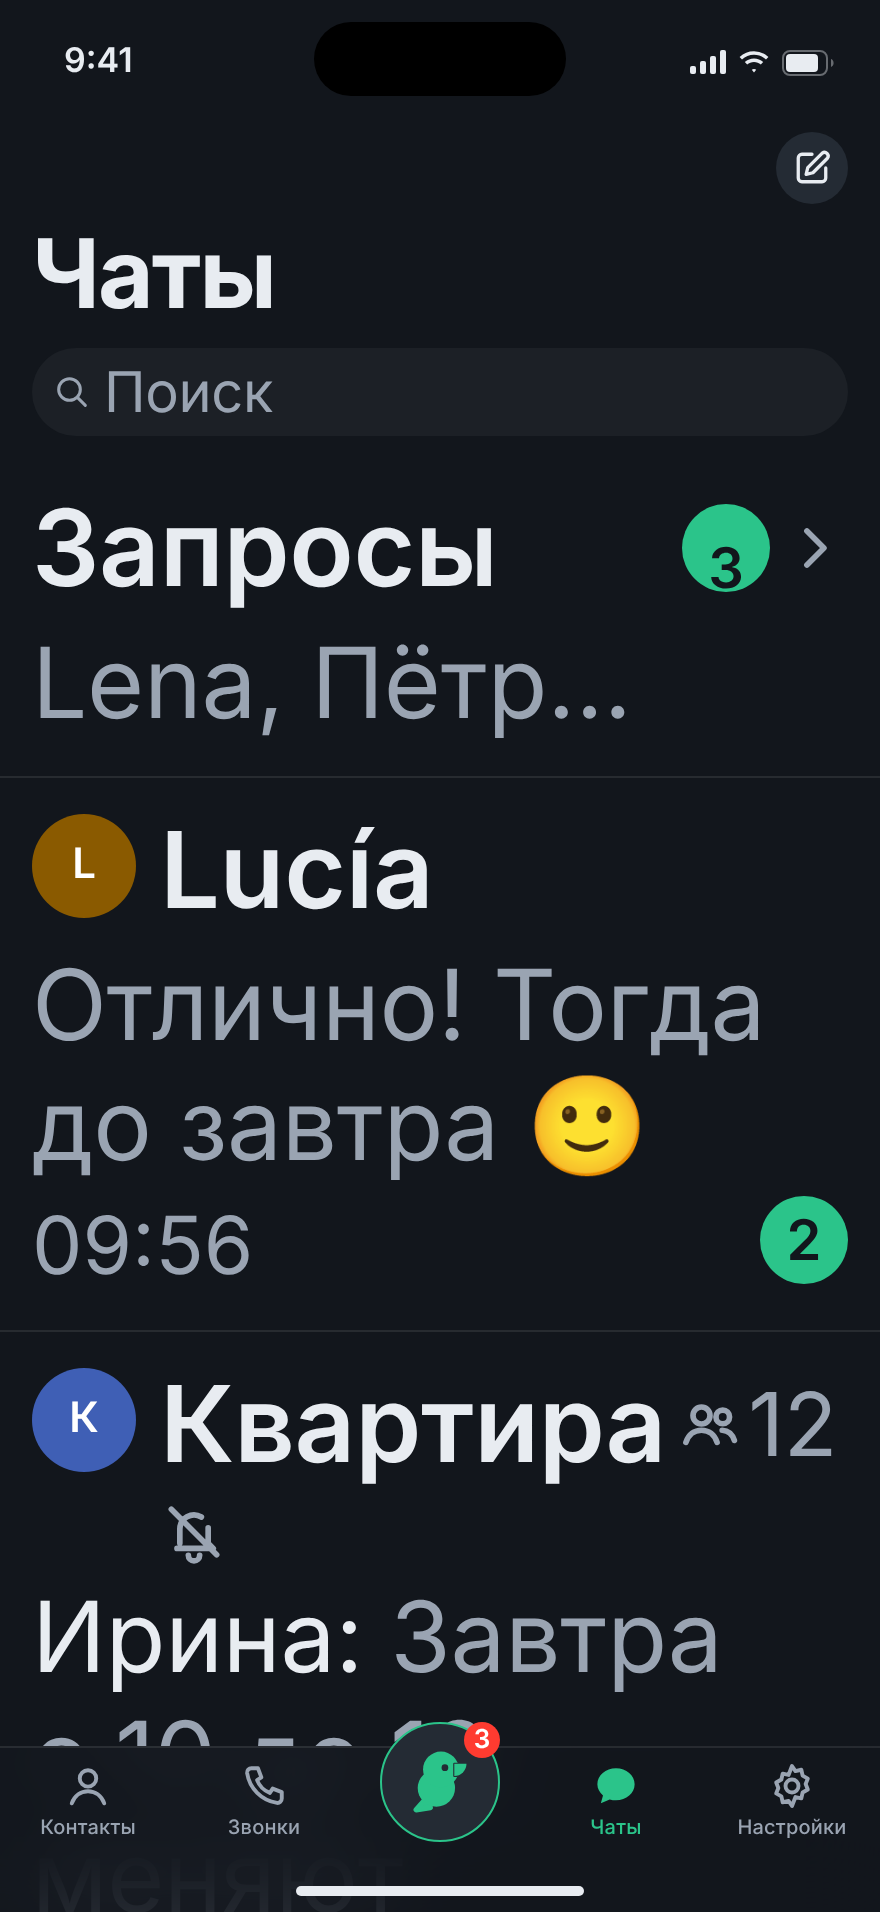 9:41
Чаты
Поиск
Запросы 3
Lena, Пётр...
L Lucía
Отлично! Тогда
до завтра 🙂
09:56 2
К Квартира 12
Ирина: Завтра
3
Контакты Звонки Чаты Настройки
меняют